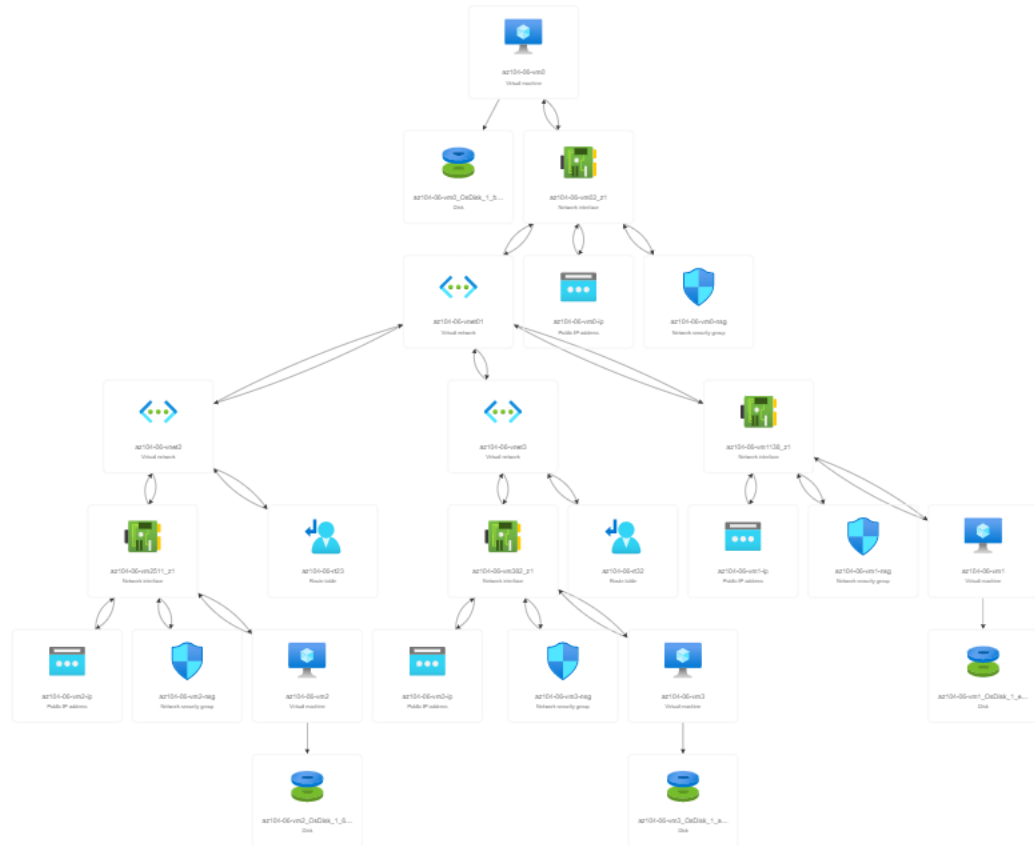 az104-06-vm0
Virtual machine
az104-06-vm0_OsDisk_1_b...
Disk
Network interface
az104-06-vnet01
Virtual network
az104-06-vm0-ip
Public IP address
az104-06-vm0-nsg
Network security group
az104-06-vnet2
Virtual network
az104-06-vnet3
Virtual network
az104-06-vm1138_z1
Network interface
az104-06-vm2511_z1
Network interface
az104-06-rt23
Route table
az104-06-vm382_z1
Network interface
az104-06-rt32
Route table
az104-06-vm1-ip
Public IP address
az104-06-vm1-nsg
Network security group
az104-06-vm1
Virtual machine
az104-06-vm2-ip
Public IP address
az104-06-vm2-nsg
Network security group
az104-06-vm2
Virtual machine
az104-06-vm3-ip
Public IP address
az104-06-vm3-nsg
Network security group
az104-06-vm3
Virtual machine
az104-06-vm1_OsDisk_1_e...
Disk
az104-06-vm2_OsDisk_1_6...
Disk
az104-06-vm3_OsDisk_1_a...
Disk